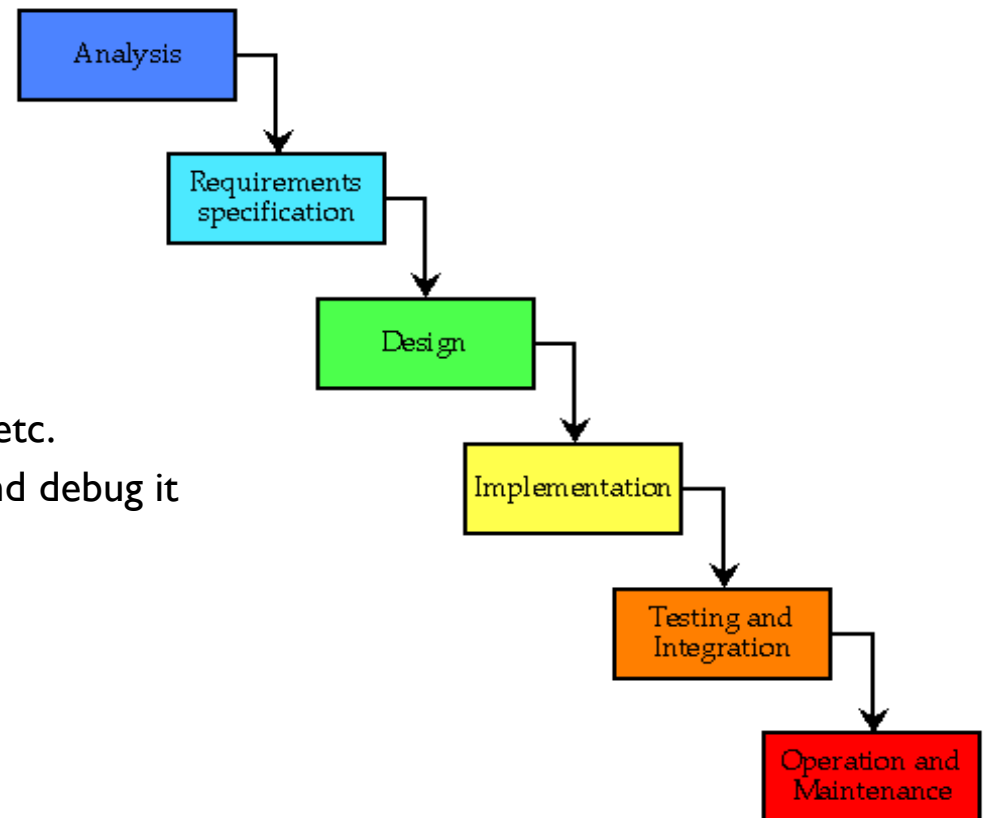 Analysis
Requirements
specification
Design
etc.
nd debug it
Implementation
Testing and
Integration
Operation and
Maintenance